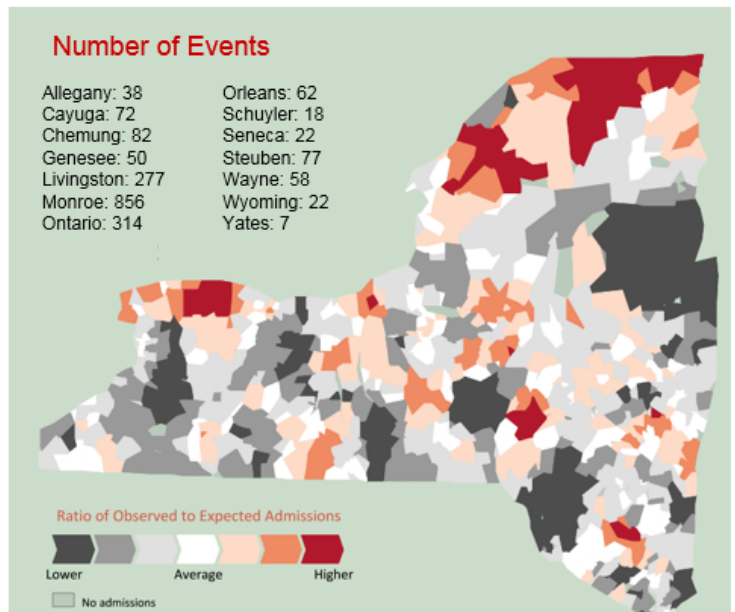 Number of Events
Allegany: 38
Cayuga: 72
Chemung: 82
Genesee: 50
Livingston: 277
Monroe: 856
Ontario: 314
Orleans: 62
Schuyler: 18
Seneca: 22
Steuben: 77
Wayne: 58
Wyoming: 22
Yates: 7
Ratio of Observed to Expected Admissions
Lower Average Higher
No admissions